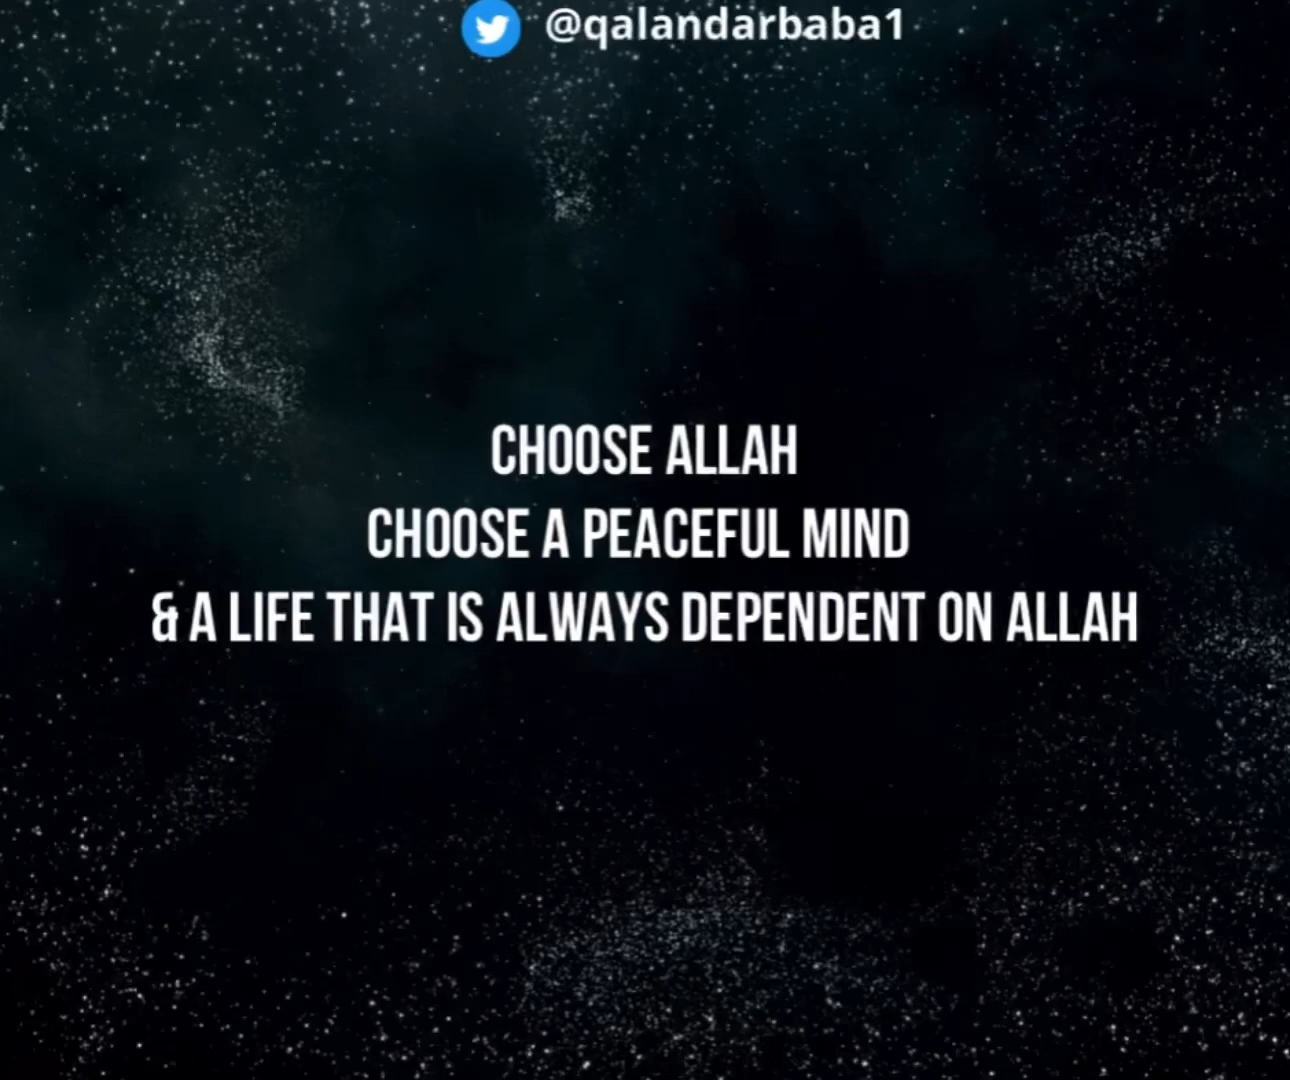 @qalandarbaba1
CHOOSE ALLAH
CHOOSE A PEACEFUL MIND
& A LIFE THAT IS ALWAYS DEPENDENT ON ALLAH